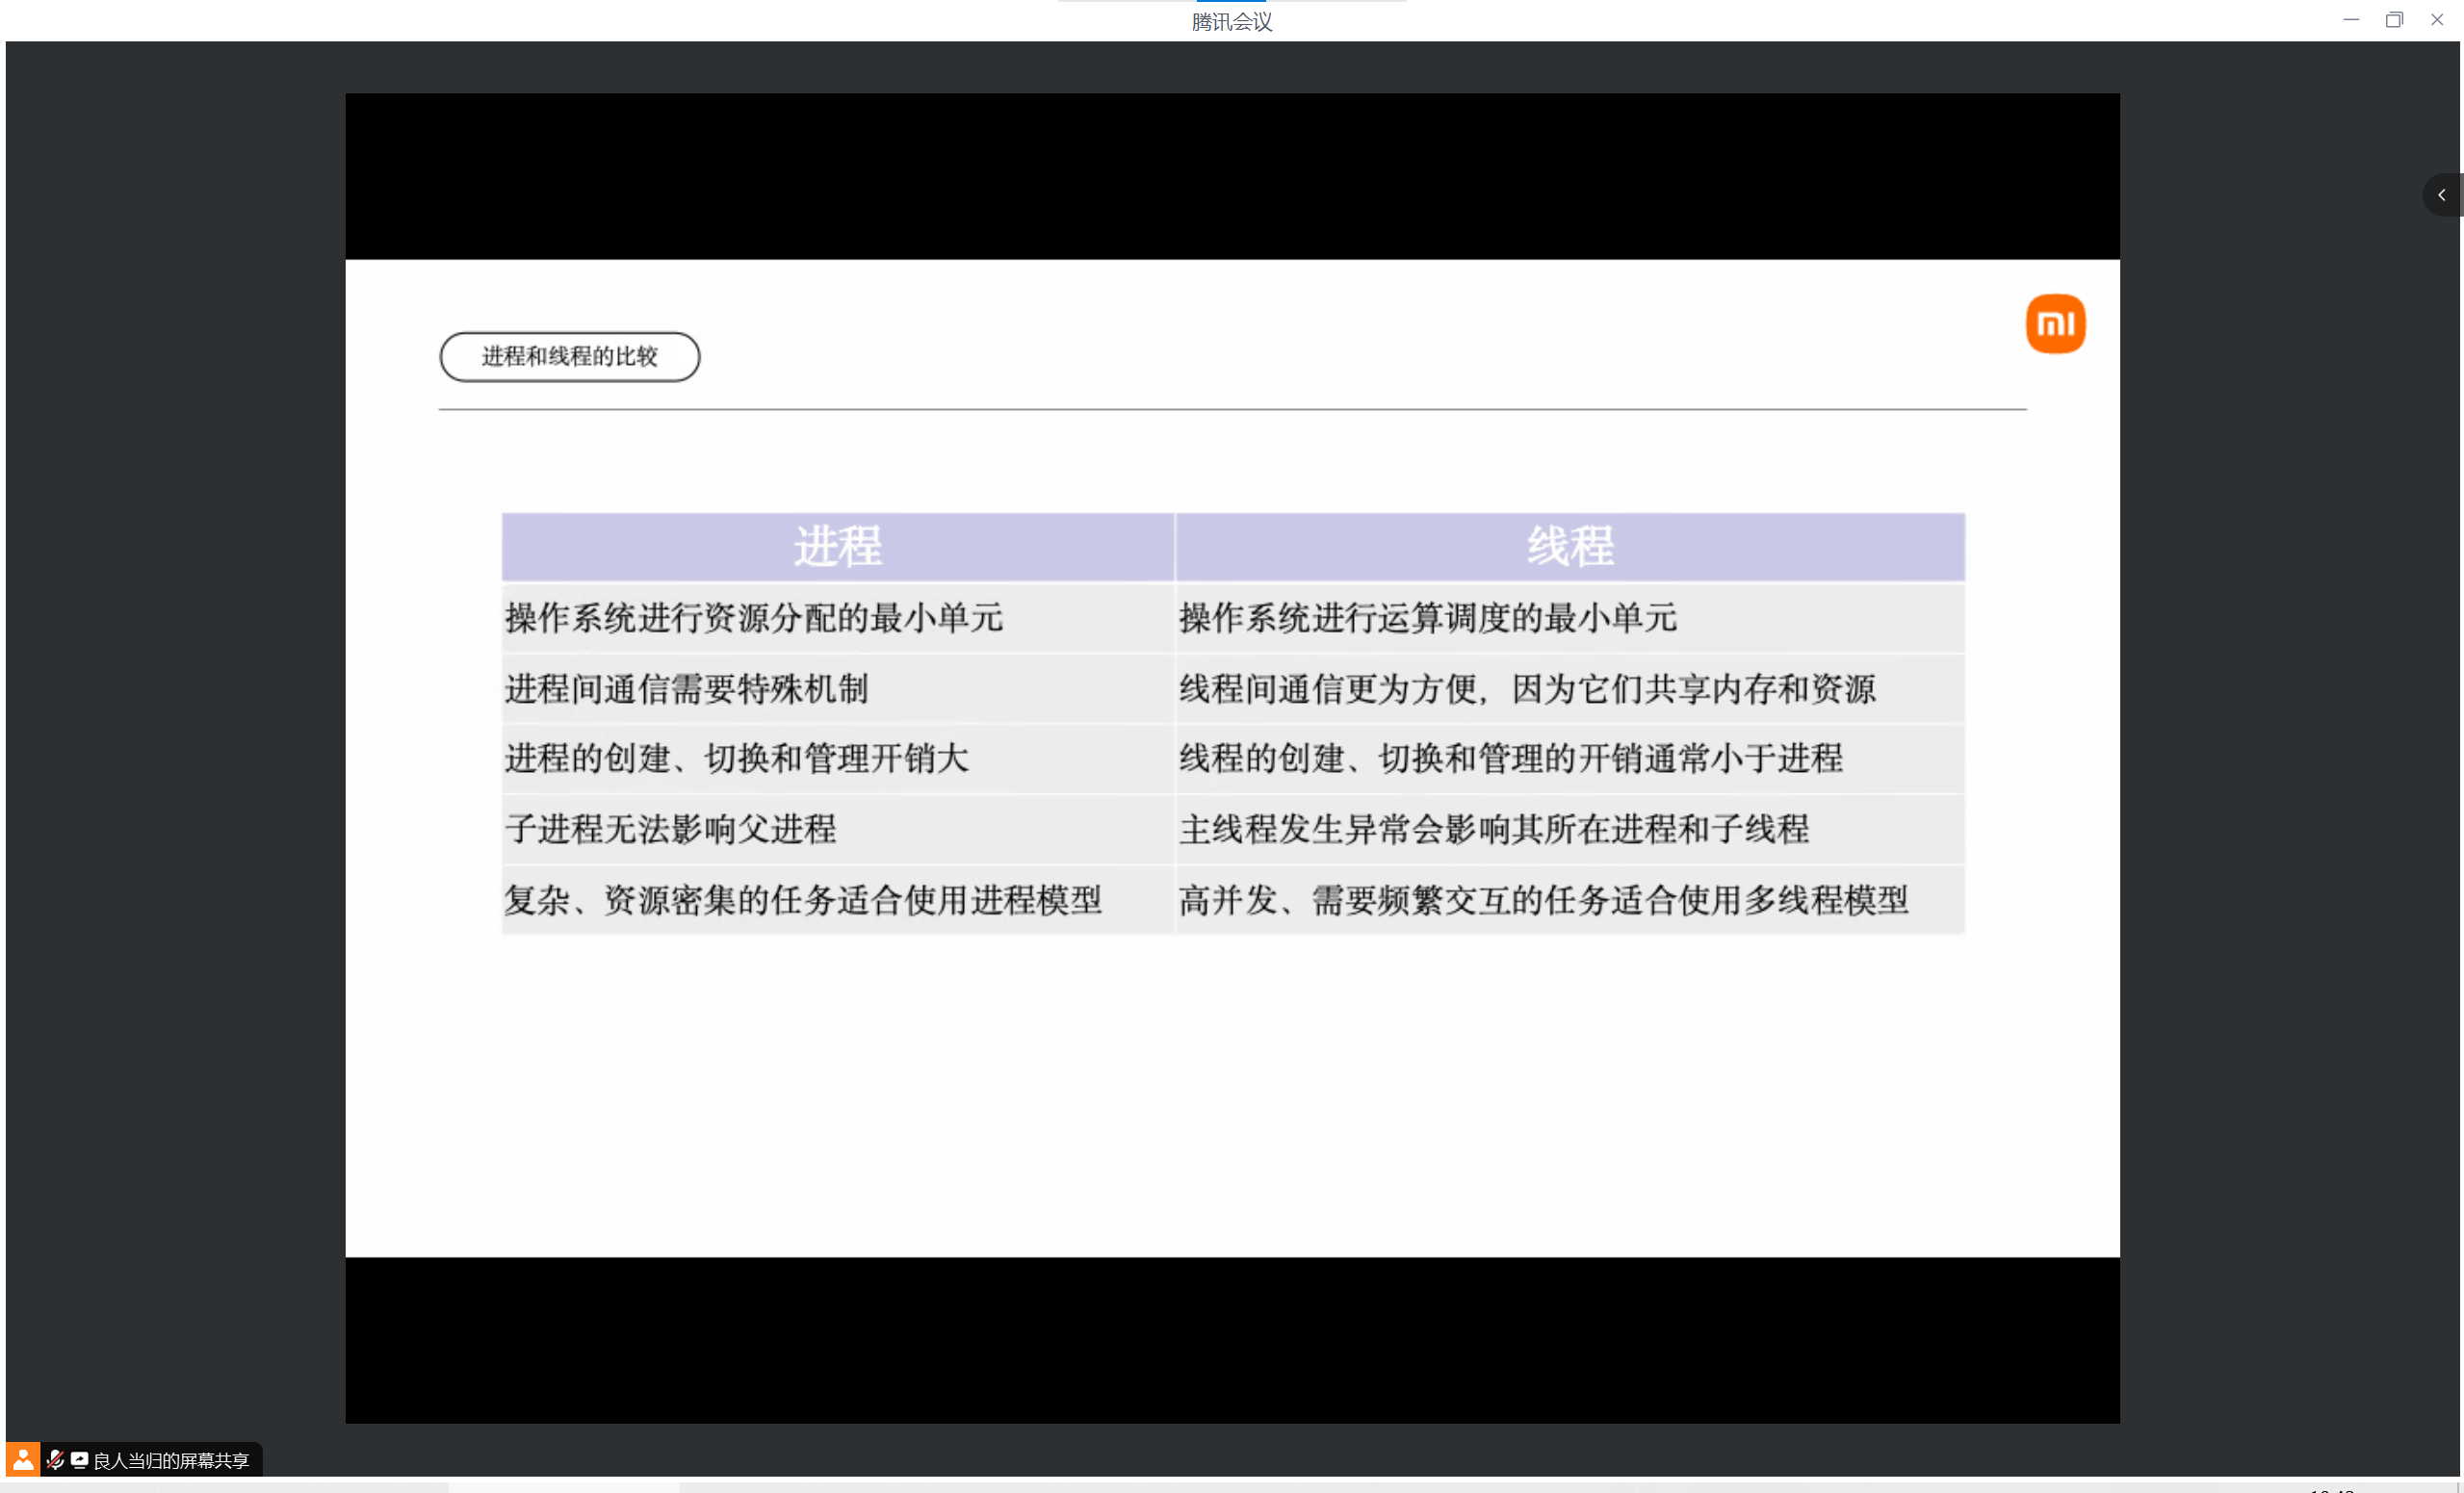 腾讯会议
进程和线程的比较
进程 线程
操作系统进行资源分配的最小单元 操作系统进行运算调度的最小单元
进程间通信需要特殊机制 线程间通信更为方便，因为它们共享内存和资源
进程的创建、切换和管理开销大 线程的创建、切换和管理的开销通常小于进程
子进程无法影响父进程 主线程发生异常会影响其所在进程和子线程
复杂、资源密集的任务适合使用进程模型 高并发、需要频繁交互的任务适合使用多线程模型
良人当归的屏幕共享